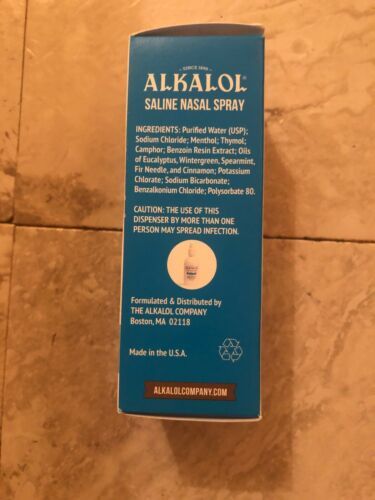 SINCE 1896
ALKALOL®
SALINE NASAL SPRAY
INGREDIENTS: Purified Water (USP);
Sodium Chloride; Menthol; Thymol;
Camphor; Benzoin Resin Extract; Oils
of Eucalyptus, Wintergreen, Spearmint,
Fir Needle, and Cinnamon; Potassium
Chlorate; Sodium Bicarbonate;
Benzalkonium Chloride; Polysorbate 80.
CAUTION: THE USE OF THIS
DISPENSER BY MORE THAN ONE
PERSON MAY SPREAD INFECTION.
Formulated & Distributed by
THE ALKALOL COMPANY
Boston, MA 02118
Made in the U.S.A.
ALKALOLCOMPANY.COM